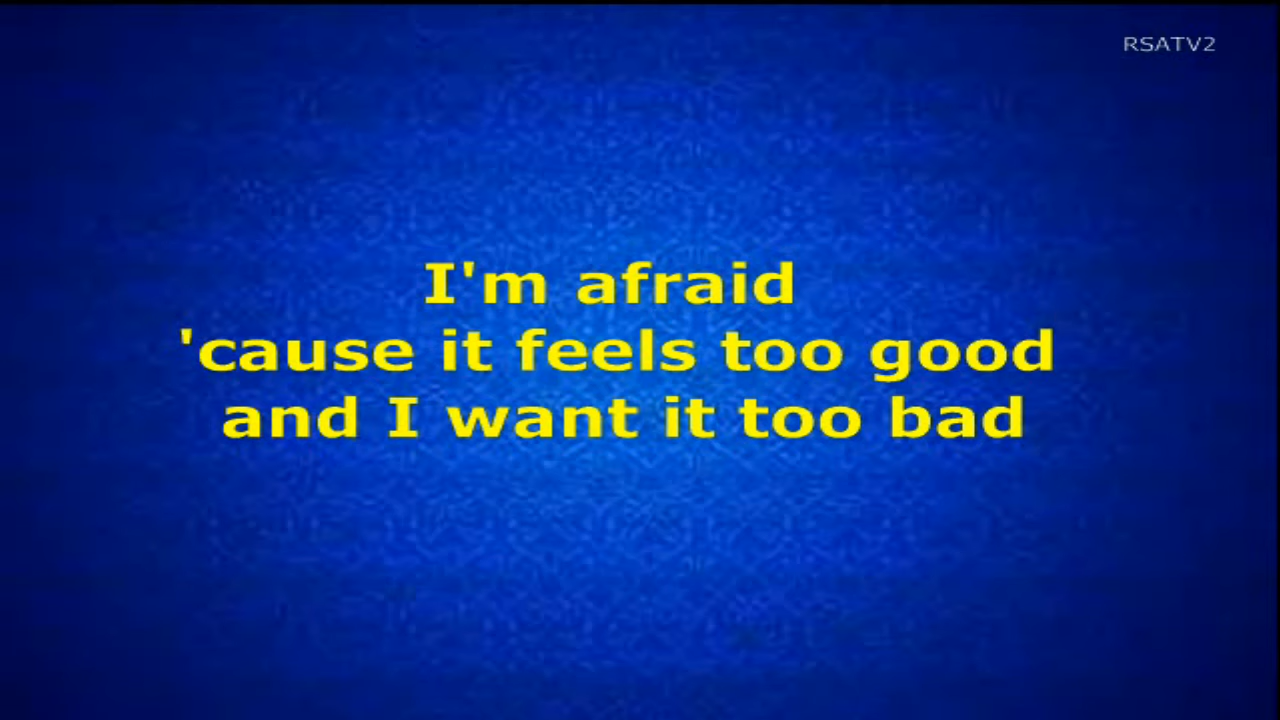 RSATV2
I'm afraid
'cause it feels too good
and I want it too bad